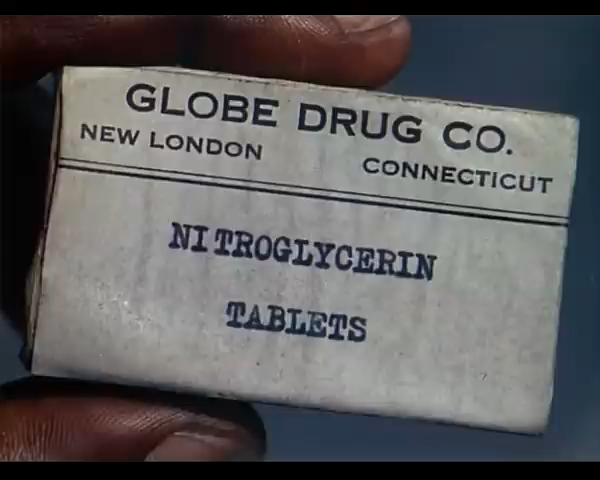 GLOBE DRUG CO.
NEW LONDON CONNECTICUT
NITROGLYCERIN
TABLETS